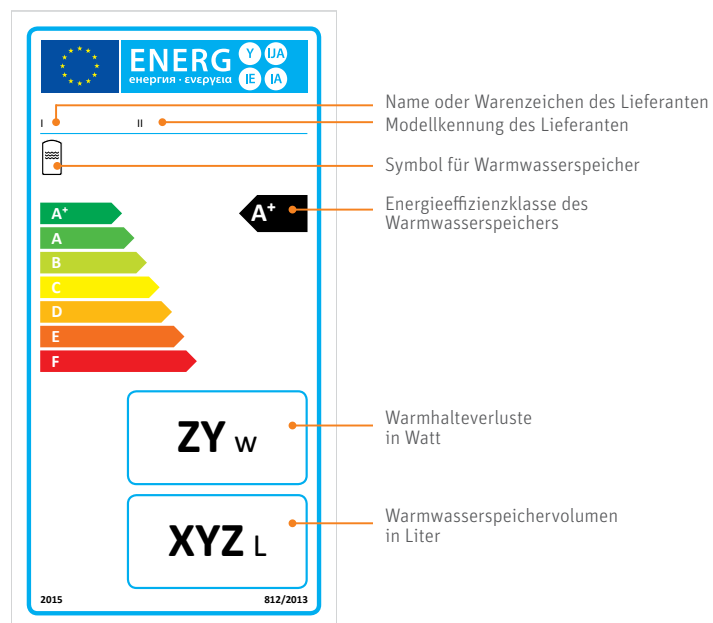 ENERG Y IJA
енергия · ενεργεια IE IA
Name oder Warenzeichen des Lieferanten
I II
Modellkennung des Lieferanten
Symbol für Warmwasserspeicher
A+ A+
Energieeffizienzklasse des
Warmwasserspeichers
A
B
C
D
E
F
ZY W
Warmhalteverluste
in Watt
XYZ L
Warmwasserspeichervolumen
in Liter
2015 812/2013